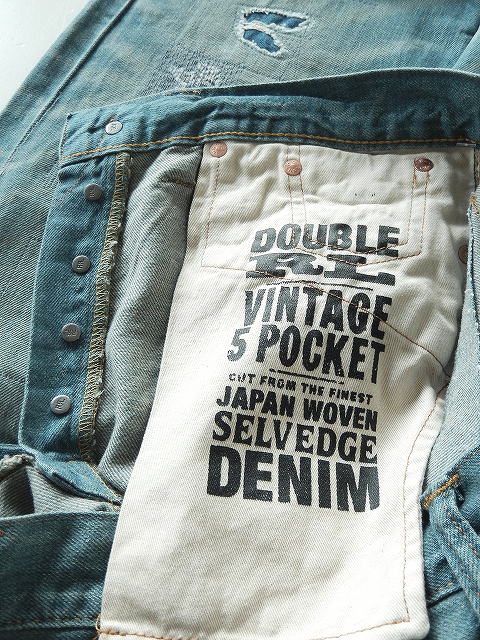 DOUBLE
RL
VINTAGE
5 POCKET
CUT FROM THE FINEST
JAPAN WOVEN
SELVEDGE
DENIM